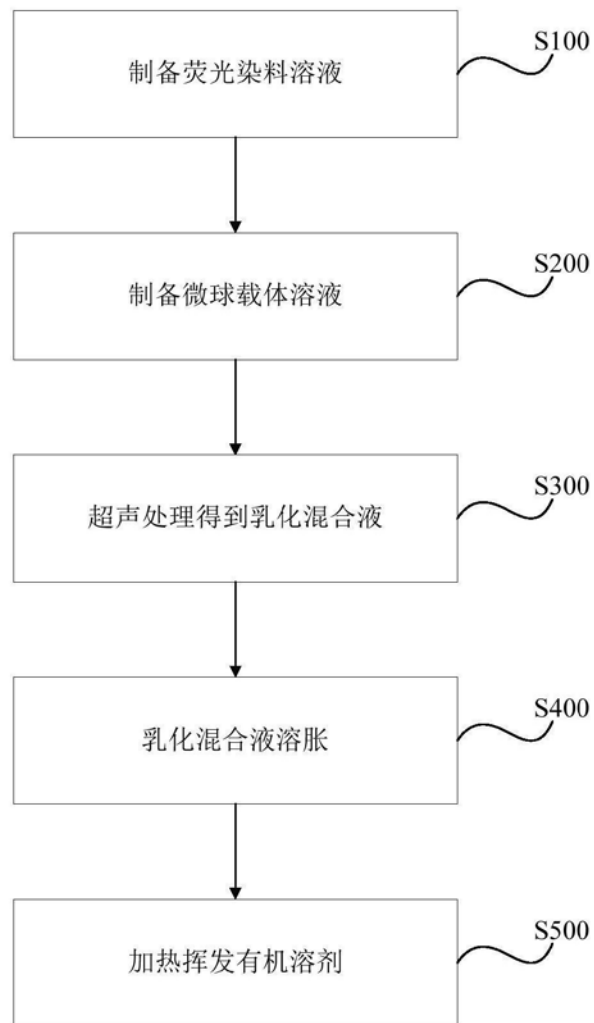 S100
制备荧光染料溶液
S200
制备微球载体溶液
S300
超声处理得到乳化混合液
S400
乳化混合液溶胀
S500
加热挥发有机溶剂